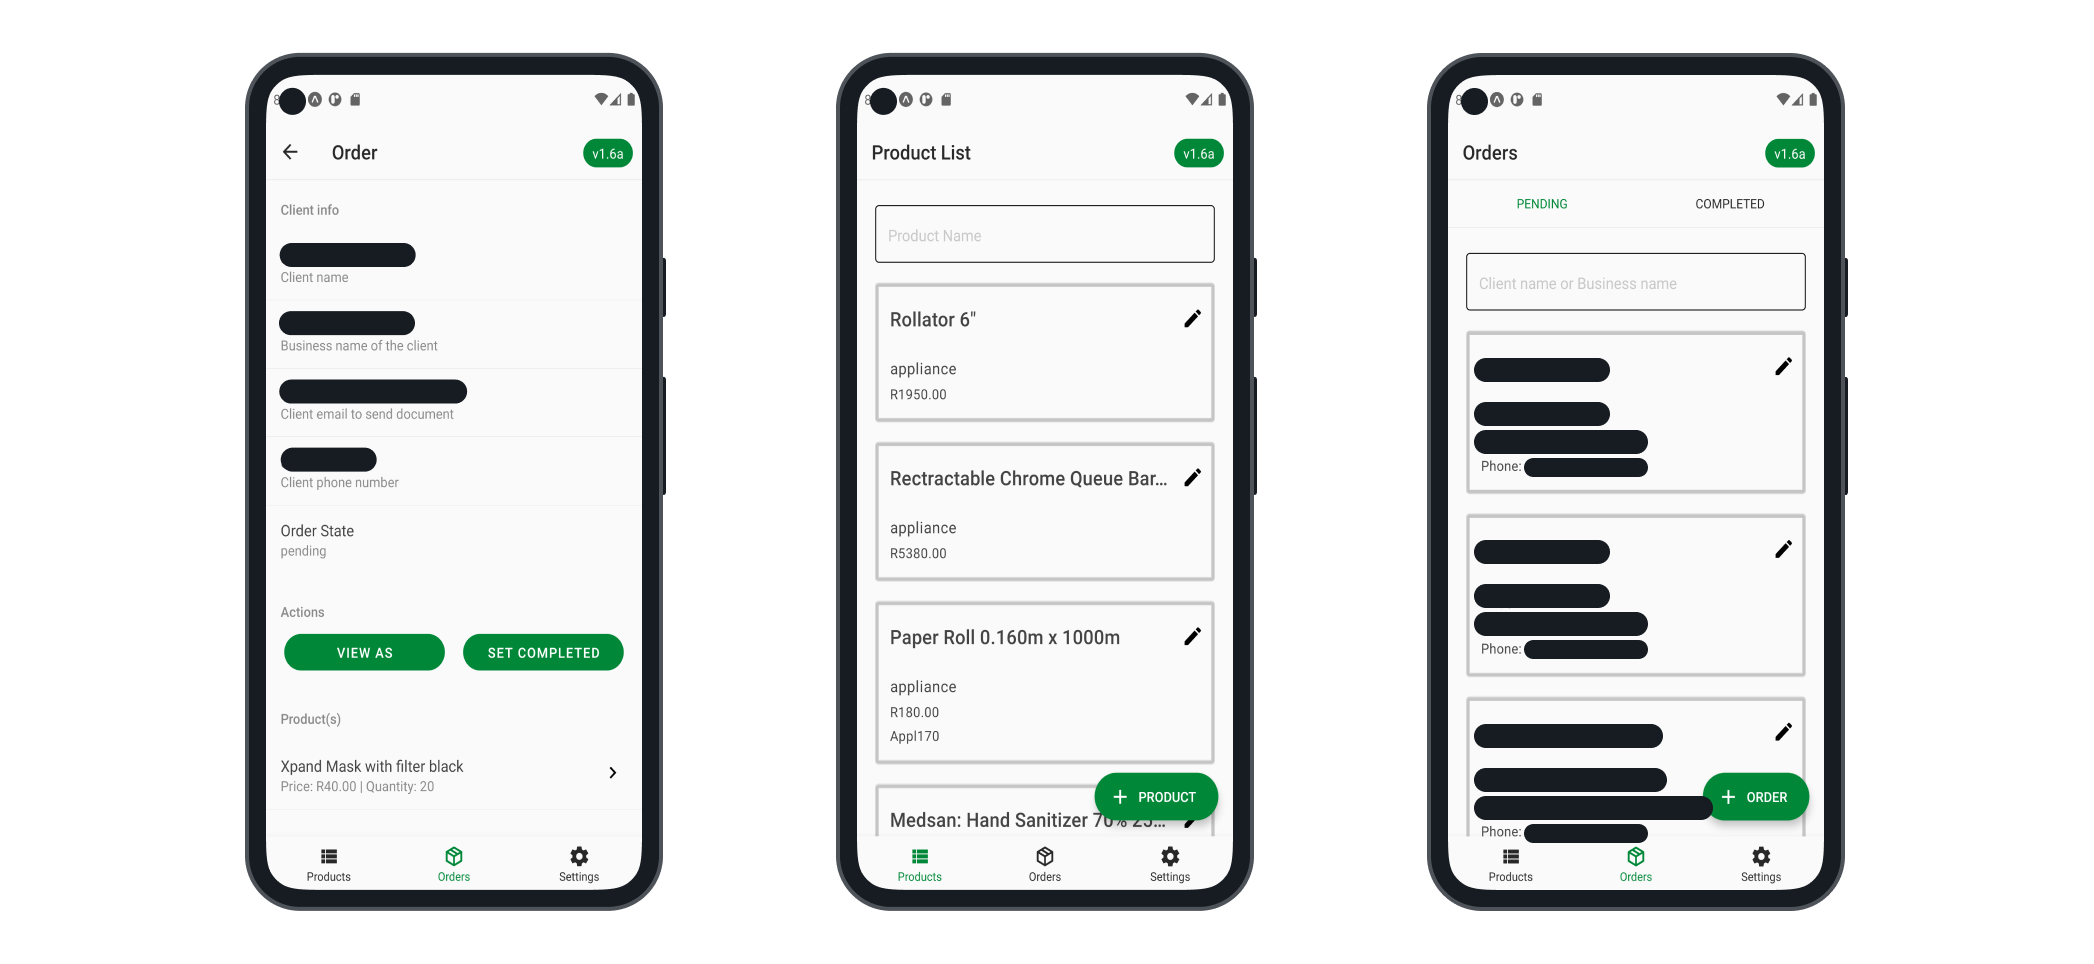 8
Order
v1.6a
Client info
Client name
Business name of the client
Client email to send document
Client phone number
Order State
pending
Actions
VIEW AS
SET COMPLETED
Product(s)
Xpand Mask with filter black
Price: R40.00 | Quantity: 20
Products
Orders
Settings
8
Product List
v1.6a
Product Name
Rollator 6"
appliance
R1950.00
Rectractable Chrome Queue Bar...
appliance
R5380.00
Paper Roll 0.160m x 1000m
appliance
R180.00
Appl170
Medsan: Hand Sanitizer 70% 25...
PRODUCT
Products
Orders
Settings
8
Orders
v1.6a
PENDING
COMPLETED
Client name or Business name
Phone:
Phone:
ORDER
Phone:
Products
Orders
Settings